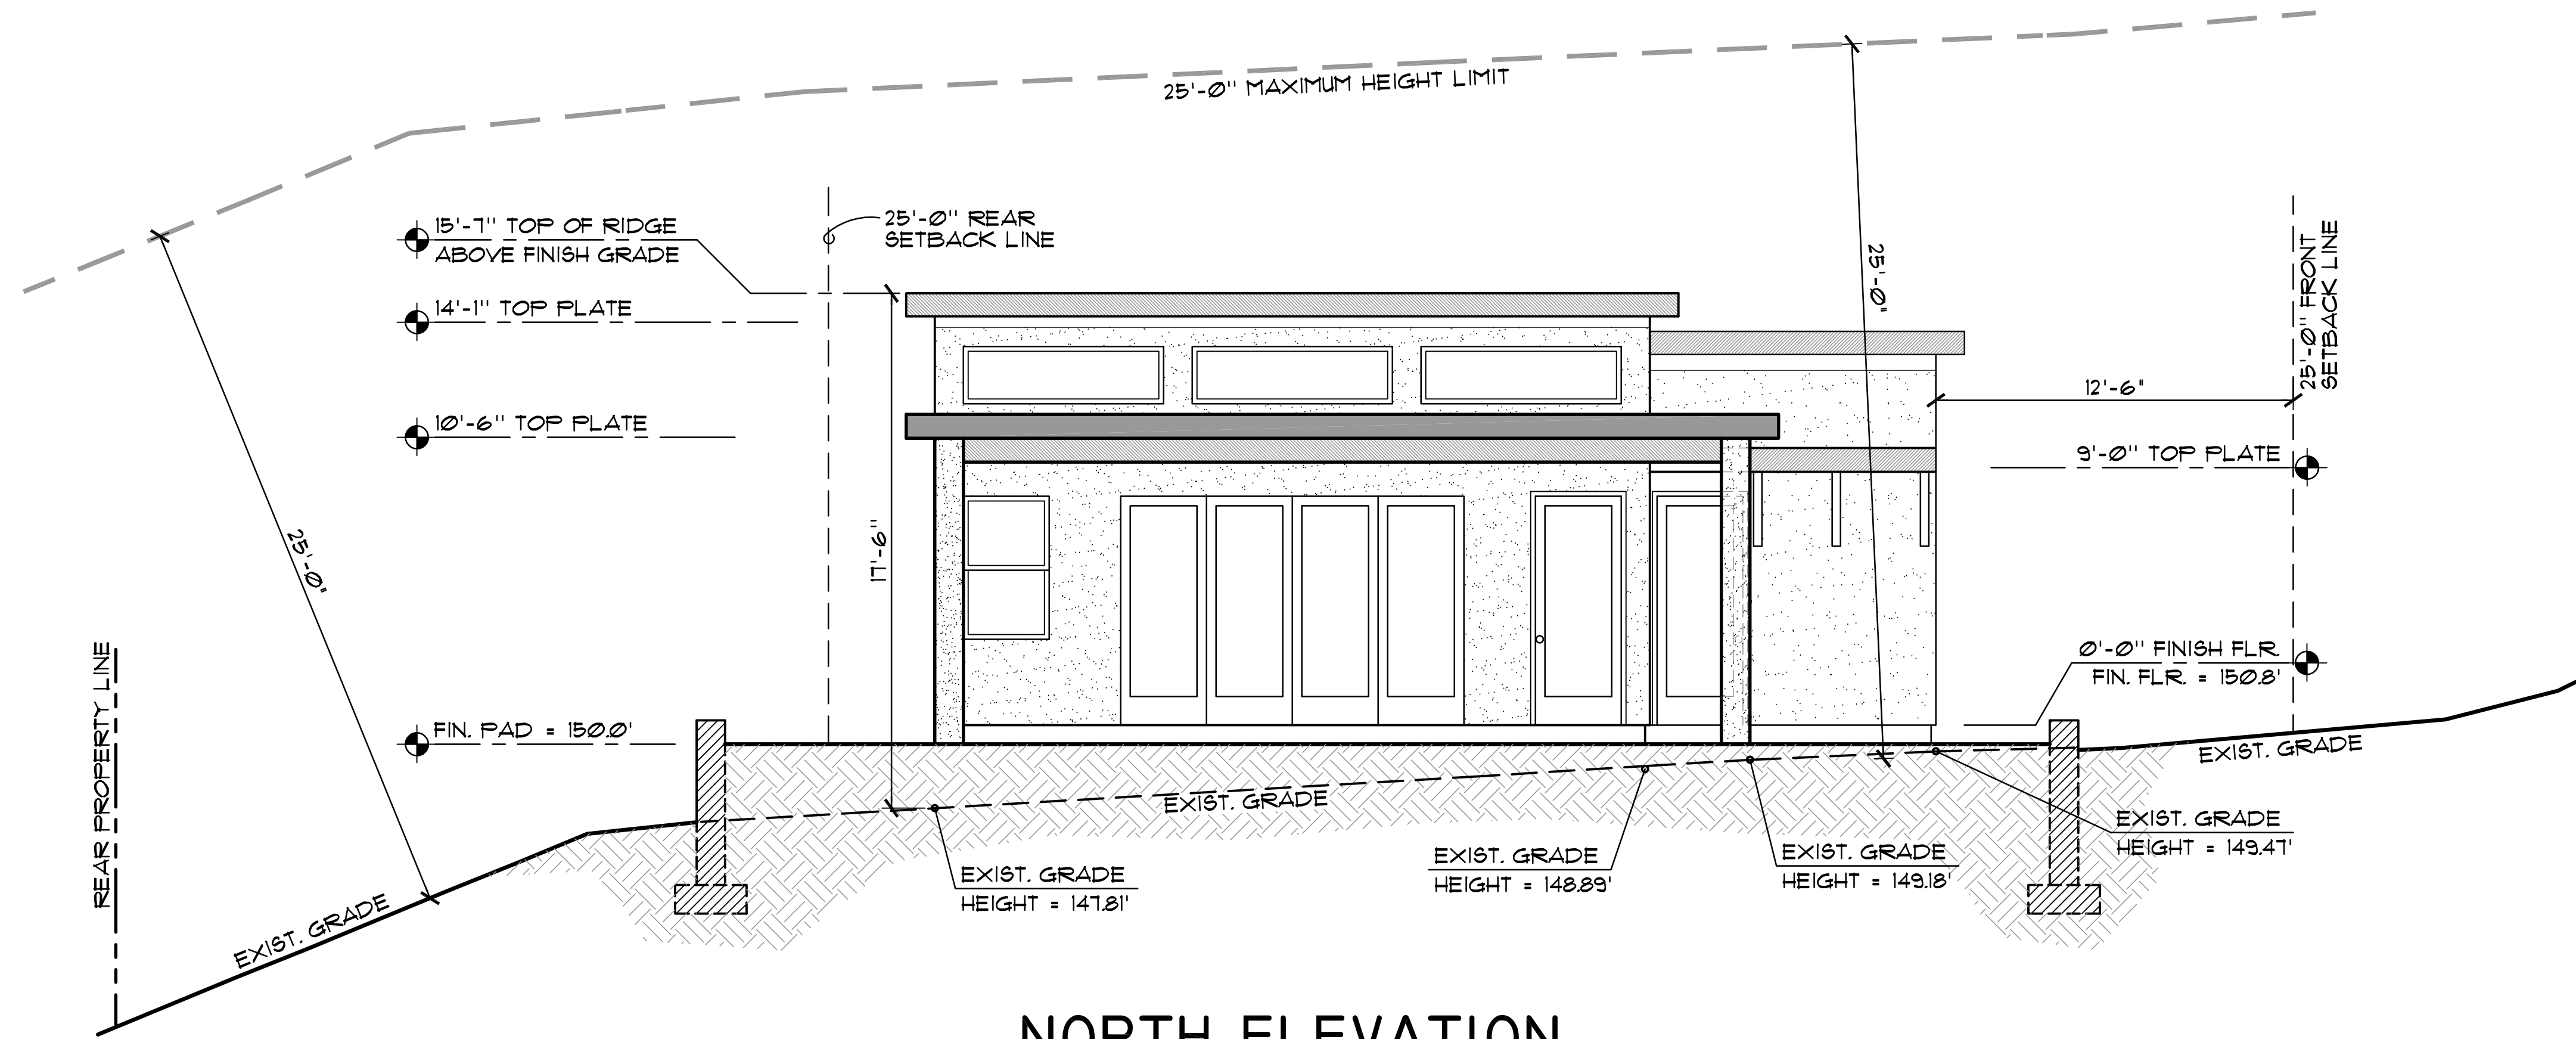 25'-0" MAXIMUM HEIGHT LIMIT
15'-7" TOP OF RIDGE
ABOVE FINISH GRADE
14'-1" TOP PLATE
10'-6" TOP PLATE
FIN. PAD = 150.0'
25'-0" REAR
SETBACK LINE
25'-0"
REAR PROPERTY LINE
EXIST. GRADE
17'-6"
25'-0"
12'-6"
25'-0" FRONT
SETBACK LINE
9'-0" TOP PLATE
0'-0" FINISH FLR.
FIN. FLR. = 150.8'
EXIST. GRADE
EXIST. GRADE
EXIST. GRADE
HEIGHT = 147.81'
EXIST. GRADE
HEIGHT = 148.89'
EXIST. GRADE
HEIGHT = 149.18'
EXIST. GRADE
HEIGHT = 149.47'
NORTH ELEVATION